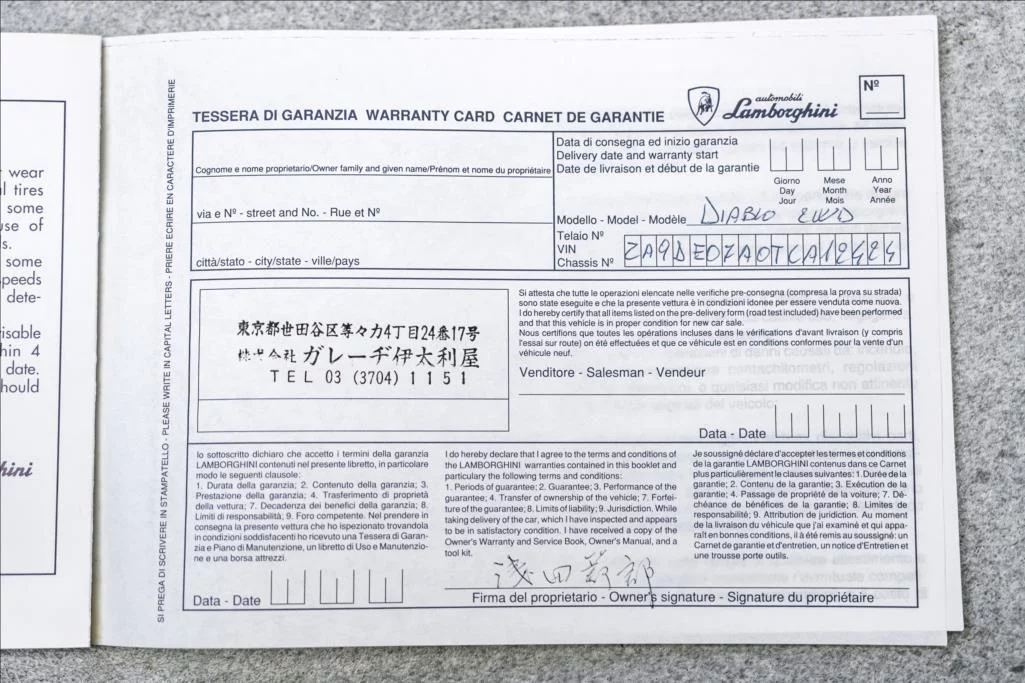 wear
l tires
some
use of
s.
some
peeds
dete-
isable
hin 4
date.
hould
hini
SI PREGA DI SCRIVERE IN STAMPATELLO - PLEASE WRITE IN CAPITAL LETTERS - PRIERE ECRIRE EN CARACTERE D'IMPRIMERIE
TESSERA DI GARANZIA WARRANTY CARD CARNET DE GARANTIE
automobili
Lamborghini
Nº
Cognome e nome proprietario/Owner family and given name/Prénom et nome du propriétaire
via e Nº - street and No. - Rue et Nº
città/stato - city/state - ville/pays
Data di consegna ed inizio garanzia
Delivery date and warranty start
Date de livraison et début de la garantie
Giorno Mese Anno
Day Month Year
Jour Mois Année
Modello - Model - Modèle DIABLO
Telaio Nº
VIN
Chassis Nº
東京都世田谷区等々力4丁目24番17号
株式会社 ガレーヂ伊太利屋
TEL 03 (3704) 1151
Si attesta che tutte le operazioni elencate nelle verifiche pre-consegna (compresa la prova su strada)
sono state eseguite e che la presente vettura è in condizioni idonee per essere venduta come nuova.
I do hereby certify that all items listed on the pre-delivery form (road test included) have been performed
and that this vehicle is in proper condition for new car sale.
Nous certifions que toutes les opérations incluses dans le vérifications d'avant livraison (y compris
l'essai sur route) on été effectuées et que ce véhicule est en conditions conformes pour la vente d'un
véhicule neuf.
Venditore - Salesman - Vendeur
Data - Date
Io sottoscritto dichiaro che accetto i termini della garanzia
LAMBORGHINI contenuti nel presente libretto, in particolare
modo le seguenti clausole:
1. Durata della garanzia; 2. Contenuto della garanzia; 3.
Prestazione della garanzia; 4. Trasferimento di proprietà
della vettura; 7. Decadenza dei benefici della garanzia; 8.
Limiti di responsabilità; 9. Foro competente. Nel prendere in
consegna la presente vettura che ho ispezionato trovandola
in condizioni soddisfacenti ho ricevuto una Tessera di Garan-
zia e Piano di Manutenzione, un libretto di Uso e Manutenzio-
ne e una borsa attrezzi.
Data - Date
I do hereby declare that I agree to the terms and conditions of
the LAMBORGHINI warranties contained in this booklet and
particulary the following terms and conditions:
1. Periods of guarantee; 2. Guarantee; 3. Performance of the
guarantee; 4. Transfer of ownership of the vehicle; 7. Forfei-
ture of the guarantee; 8. Limits of liability; 9. Jurisdiction. While
taking delivery of the car, which I have inspected and appears
to be in satisfactory condition. I have received a copy of the
Owner's Warranty and Service Book, Owner's Manual, and a
tool kit.
Je soussigné déclare d'accepter les termes et conditions
de la garantie LAMBORGHINI contenus dans ce Carnet
plus particulièrement le clauses suivantes: 1. Durée de la
garantie; 2. Contenu de la garantie; 3. Exécution de la
garantie; 4. Passage de propriété de la voiture; 7. Dé-
chéance de bénéfices de la garantie; 8. Limites de
responsabilité; 9. Attribution de juridiction. Au moment
de la livraison du véhicule que j'ai examiné et qui appa-
raît en bonnes conditions, il à été remis au soussigné: un
Carnet de garantie et d'entretien, un notice d'Entretien et
une trousse porte outils.
Firma del proprietario - Owner's signature - Signature du propriétaire